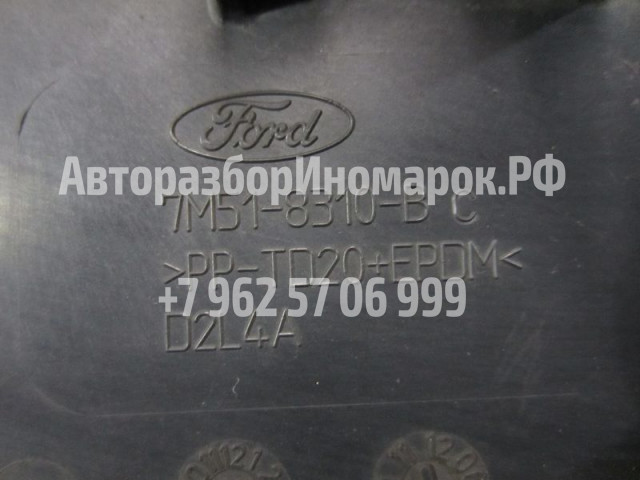 Ford
АвторазборИномарок.РФ
7M51-8310-B C
>PP-TD20+EPDM<
+7 962 57 06 999
D2L4A